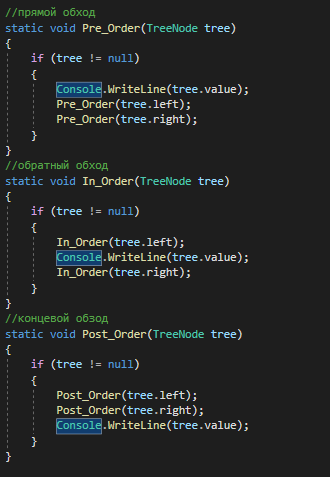 //прямой обход
static void Pre_Order(TreeNode tree)
{
if (tree != null)
{
Console.WriteLine(tree.value);
Pre_Order(tree.left);
Pre_Order(tree.right);
}
}
//обратный обход
static void In_Order(TreeNode tree)
{
if (tree != null)
{
In_Order(tree.left);
Console.WriteLine(tree.value);
In_Order(tree.right);
}
}
//концевой обзод
static void Post_Order(TreeNode tree)
{
if (tree != null)
{
Post_Order(tree.left);
Post_Order(tree.right);
Console.WriteLine(tree.value);
}
}